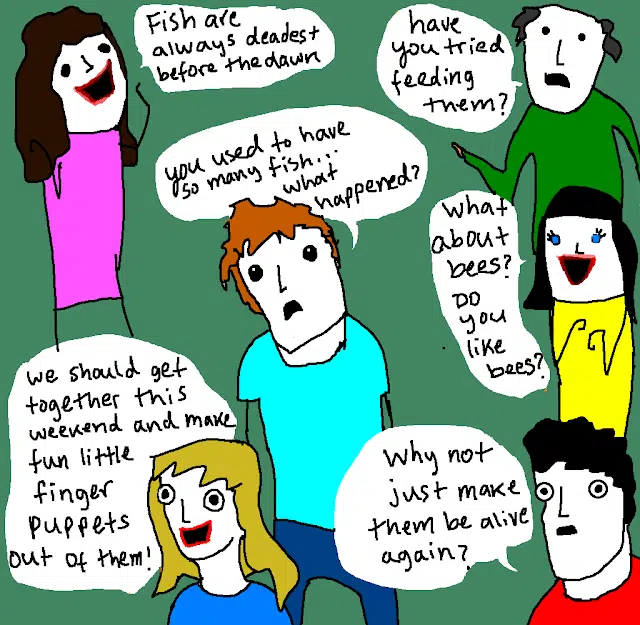 Fish are
always deadest
before the dawn
have
you tried
feeding
them?
you used to have
so many fish...
what
happened?
what
about
bees?
DO
you
like
bees?
we should get
together this
weekend and make
fun little
finger
puppets
out of them!
Why not
just make
them be alive
again?